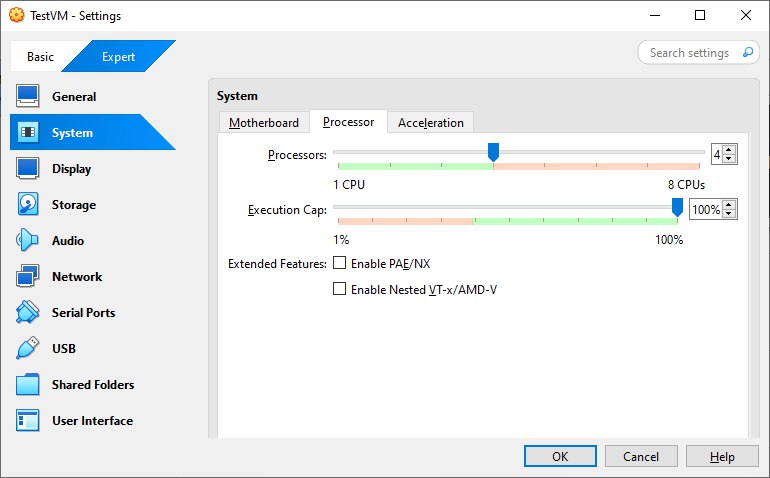 TestVM - Settings
Basic
Expert
Search settings
General
System
Display
Storage
Audio
Network
Serial Ports
USB
Shared Folders
User Interface
System
Motherboard
Processor
Acceleration
Processors:
4
1 CPU
8 CPUs
Execution Cap:
100%
1%
100%
Extended Features:
Enable PAE/NX
Enable Nested VT-x/AMD-V
OK
Cancel
Help